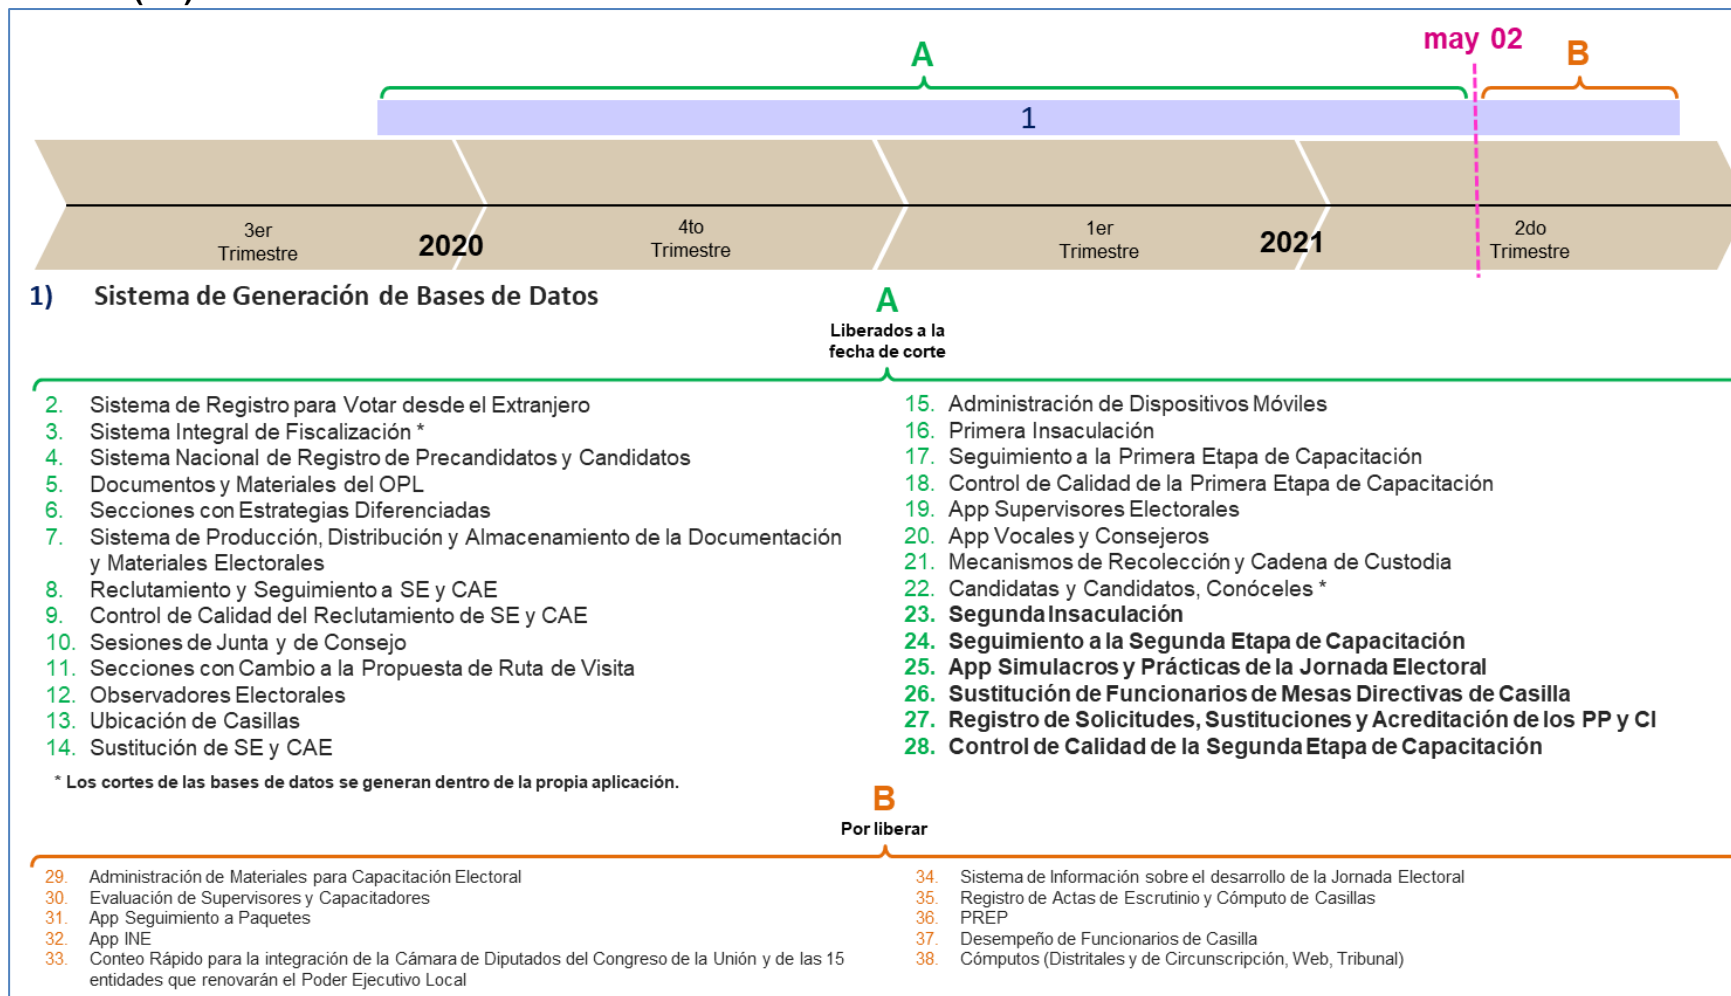 may 02
A
B
1
3er
Trimestre
2020
4to
Trimestre
1er
Trimestre
2021
2do
Trimestre
1) Sistema de Generación de Bases de Datos
A
Liberados a la
fecha de corte
2. Sistema de Registro para Votar desde el Extranjero
3. Sistema Integral de Fiscalización *
4. Sistema Nacional de Registro de Precandidatos y Candidatos
5. Documentos y Materiales del OPL
6. Secciones con Estrategias Diferenciadas
7. Sistema de Producción, Distribución y Almacenamiento de la Documentación
y Materiales Electorales
8. Reclutamiento y Seguimiento a SE y CAE
9. Control de Calidad del Reclutamiento de SE y CAE
10. Sesiones de Junta y de Consejo
11. Secciones con Cambio a la Propuesta de Ruta de Visita
12. Observadores Electorales
13. Ubicación de Casillas
14. Sustitución de SE y CAE
* Los cortes de las bases de datos se generan dentro de la propia aplicación.
15. Administración de Dispositivos Móviles
16. Primera Insaculación
17. Seguimiento a la Primera Etapa de Capacitación
18. Control de Calidad de la Primera Etapa de Capacitación
19. App Supervisores Electorales
20. App Vocales y Consejeros
21. Mecanismos de Recolección y Cadena de Custodia
22. Candidatas y Candidatos, Conóceles *
23. Segunda Insaculación
24. Seguimiento a la Segunda Etapa de Capacitación
25. App Simulacros y Prácticas de la Jornada Electoral
26. Sustitución de Funcionarios de Mesas Directivas de Casilla
27. Registro de Solicitudes, Sustituciones y Acreditación de los PP y CI
28. Control de Calidad de la Segunda Etapa de Capacitación
B
Por liberar
29. Administración de Materiales para Capacitación Electoral
30. Evaluación de Supervisores y Capacitadores
31. App Seguimiento a Paquetes
32. App INE
33. Conteo Rápido para la integración de la Cámara de Diputados del Congreso de la Unión y de las 15
entidades que renovarán el Poder Ejecutivo Local
34. Sistema de Información sobre el desarrollo de la Jornada Electoral
35. Registro de Actas de Escrutinio y Cómputo de Casillas
36. PREP
37. Desempeño de Funcionarios de Casilla
38. Cómputos (Distritales y de Circunscripción, Web, Tribunal)